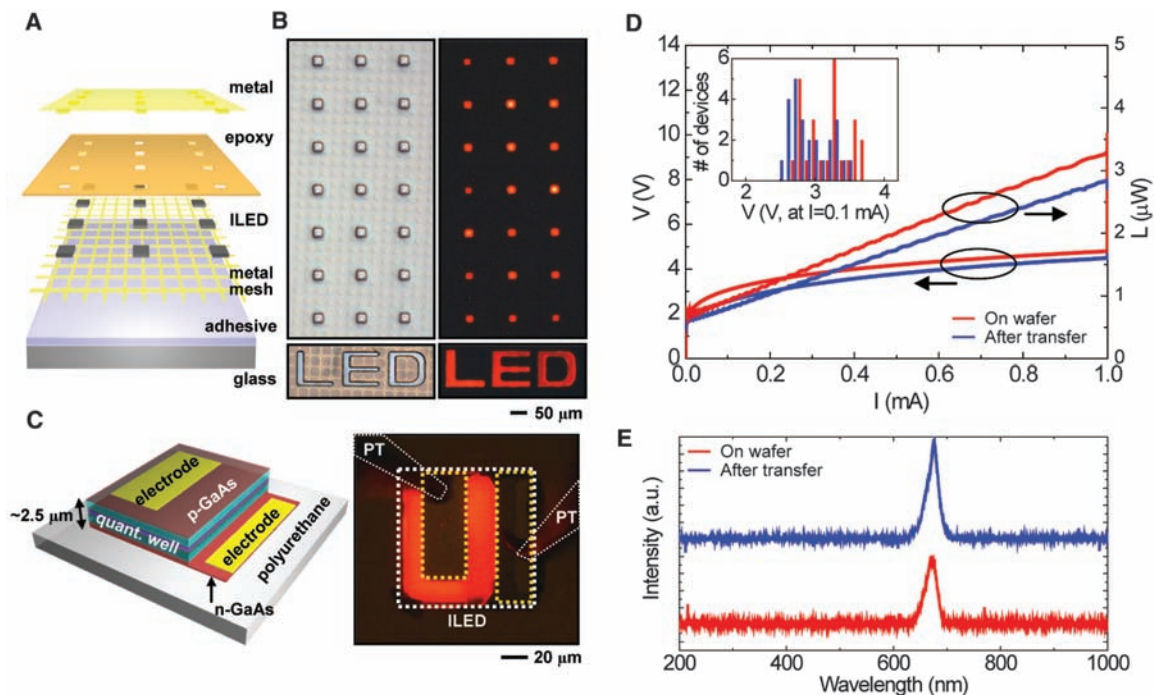 A
metal
epoxy
ILED
metal
mesh
adhesive
glass
B
LED
LED
50 μm
C
electrode
p-GaAs
~2.5 μm
quant. well
electrode
polyurethane
n-GaAs
PT
PT
ILED
20 μm
D
14
12
10
8
6
4
2
0
V (V)
5
4
3
2
1
0
L (μW)
0.0
0.2
0.4
0.6
0.8
1.0
I (mA)
6
4
2
0
# of devices
2
3
4
V (V, at I=0.1 mA)
On wafer
After transfer
E
On wafer
After transfer
Intensity (a.u.)
200
400
600
800
1000
Wavelength (nm)